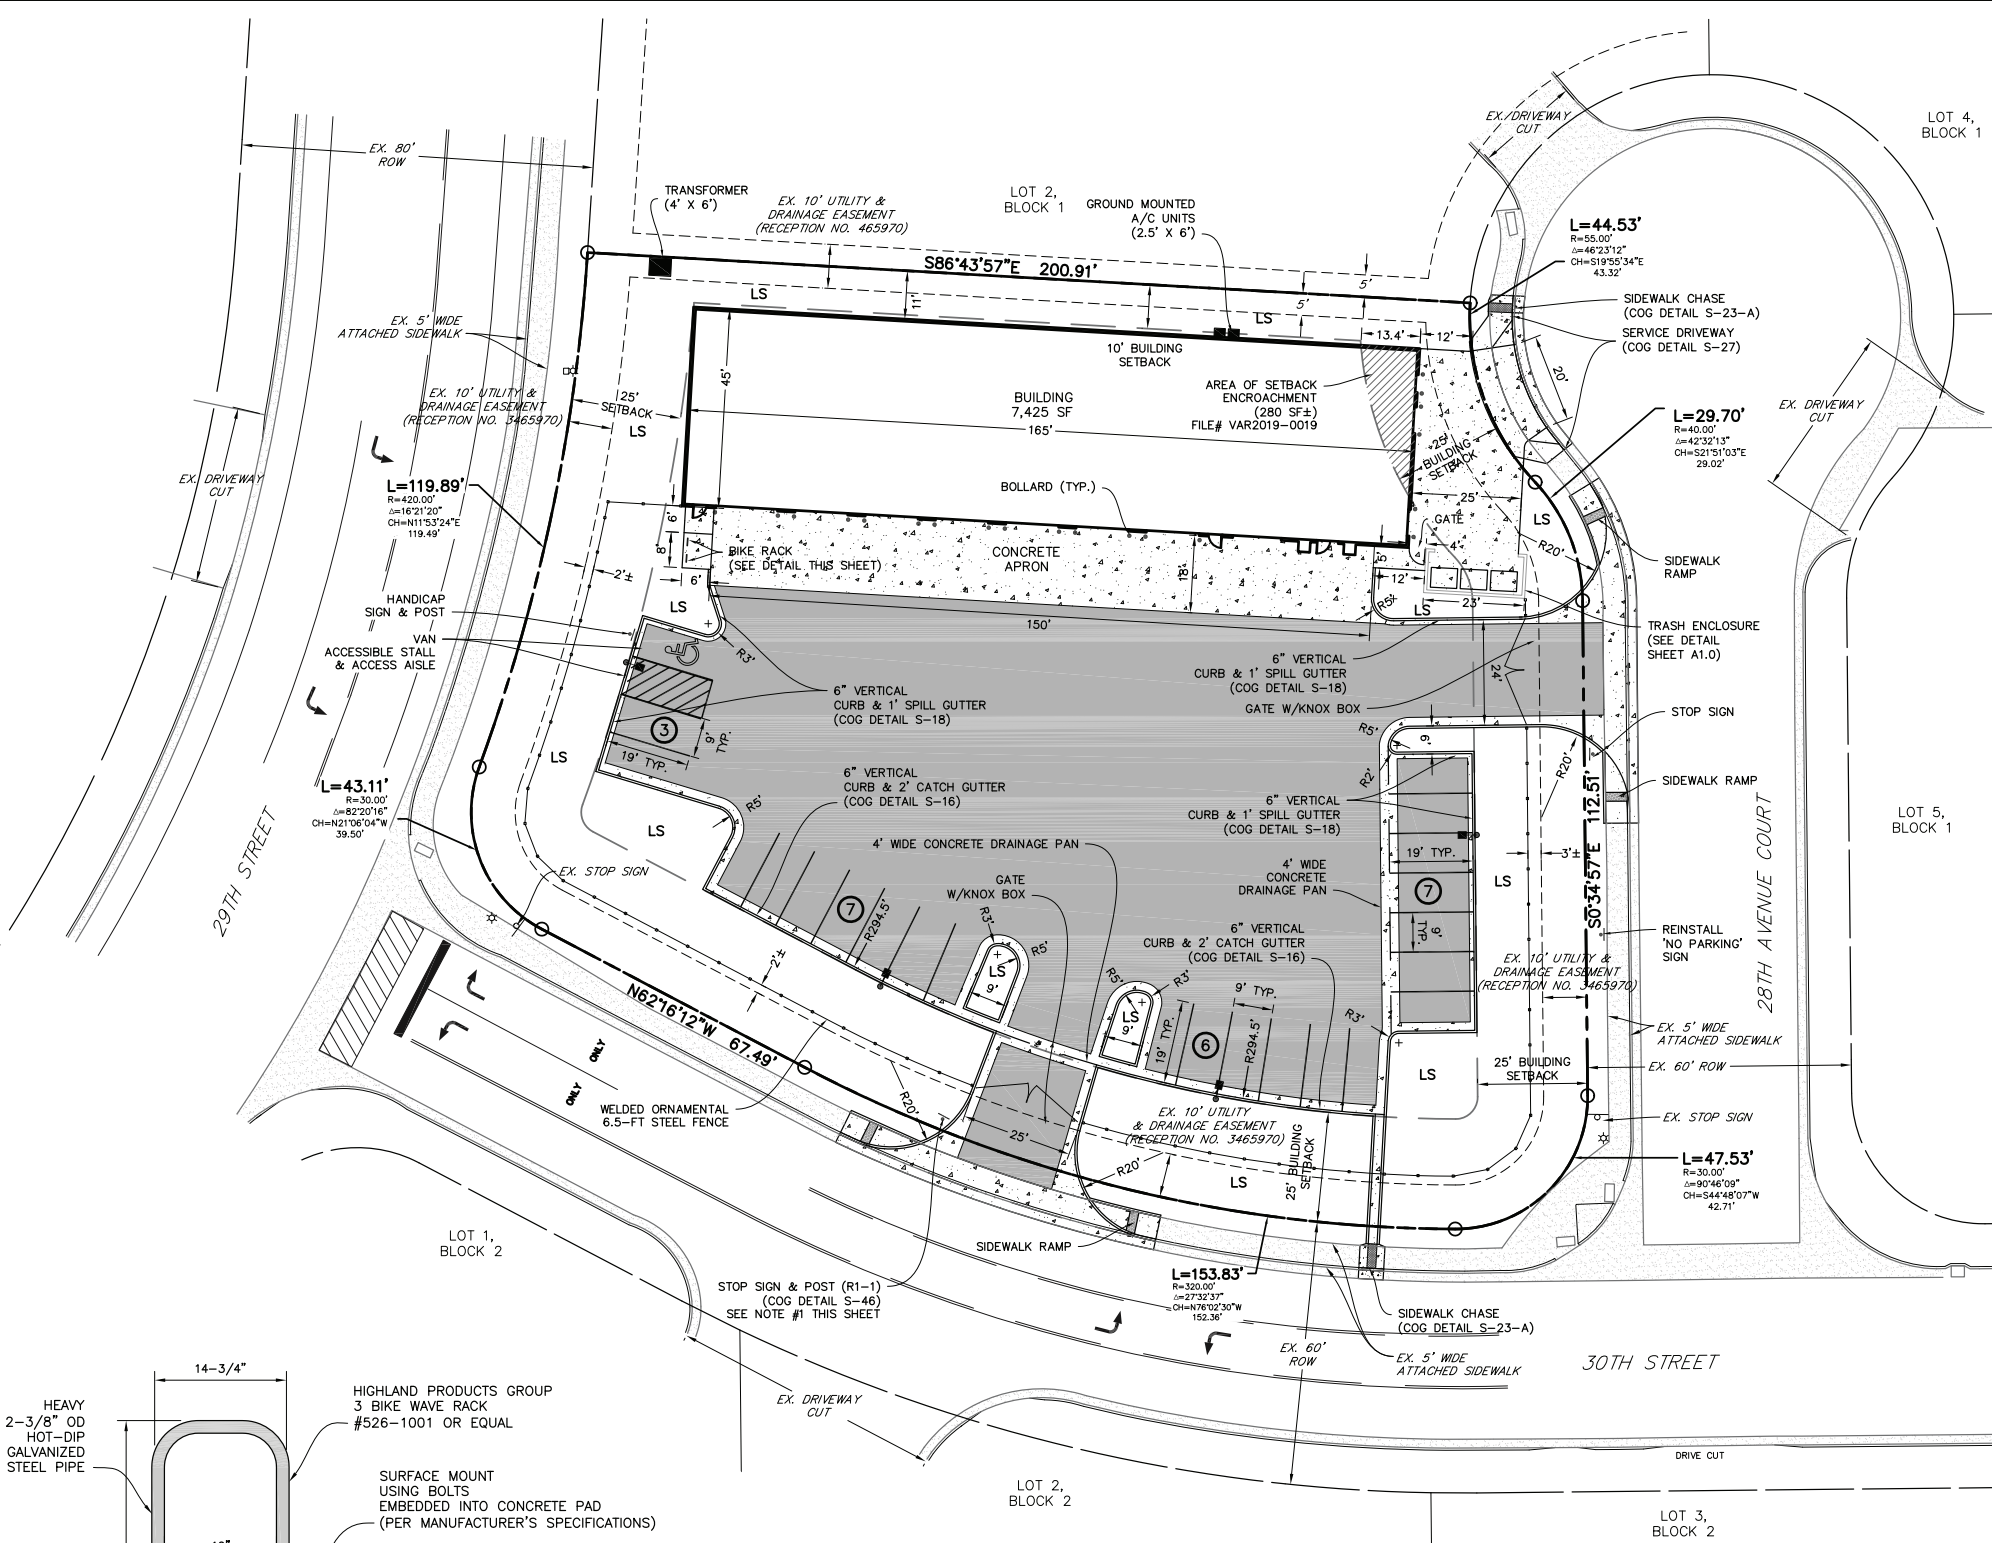 LOT 4,
BLOCK 1
EX. DRIVEWAY
CUT
EX. 80'
ROW
TRANSFORMER
(4' X 6')
EX. 10' UTILITY &
DRAINAGE EASEMENT
(RECEPTION NO. 465970)
LOT 2,
BLOCK 1
GROUND MOUNTED
A/C UNITS
(2.5' X 6')
L=44.53'
R=55.00'
Δ=46°23'12"
CH=S19°55'34"E
43.32'
S86°43'57"E 200.91'
5'
5'
11'
LS
LS
SIDEWALK CHASE
(COG DETAIL S-23-A)
SERVICE DRIVEWAY
(COG DETAIL S-27)
EX. 5' WIDE
ATTACHED SIDEWALK
13.4'
12'
10' BUILDING
SETBACK
20'
45'
EX. 10' UTILITY &
DRAINAGE EASEMENT
(RECEPTION NO. 3465970)
25'
SETBACK
LS
BUILDING
7,425 SF
165'
AREA OF SETBACK
ENCROACHMENT
(280 SF±)
FILE# VAR2019-0019
25'
BUILDING
SETBACK
L=29.70'
R=40.00'
Δ=42°32'13"
CH=S21°51'03"E
29.02'
EX. DRIVEWAY
CUT
EX. DRIVEWAY
CUT
L=119.89'
R=420.00'
Δ=16°21'20"
CH=N11°53'24"E
119.49'
BOLLARD (TYP.)
25'
6'
8'
GATE
LS
4'
R20'
BIKE RACK
(SEE DETAIL THIS SHEET)
CONCRETE
APRON
18'
5'
12'
2'±
6'
SIDEWALK
RAMP
HANDICAP
SIGN & POST
LS
R5'
LS
23'
150'
TRASH ENCLOSURE
(SEE DETAIL
SHEET A1.0)
VAN
ACCESSIBLE STALL
& ACCESS AISLE
R3'
6" VERTICAL
CURB & 1' SPILL GUTTER
(COG DETAIL S-18)
24'
6" VERTICAL
CURB & 1' SPILL GUTTER
(COG DETAIL S-18)
GATE W/KNOX BOX
STOP SIGN
3
9'
TYP.
19' TYP.
R5'
6'
LS
R20'
R2'
6" VERTICAL
CURB & 2' CATCH GUTTER
(COG DETAIL S-16)
R5'
6" VERTICAL
CURB & 1' SPILL GUTTER
(COG DETAIL S-18)
SIDEWALK RAMP
L=43.11'
R=30.00'
Δ=82°20'16"
CH=N21°06'04"W
39.50'
LS
4' WIDE CONCRETE DRAINAGE PAN
19' TYP.
3'±
S0°34'57"E 112.51'
28TH AVENUE COURT
LOT 5,
BLOCK 1
29TH STREET
EX. STOP SIGN
GATE
W/KNOX BOX
4' WIDE
CONCRETE
DRAINAGE PAN
7
LS
7
R294.5'
R3'
R5'
LS
9'
6" VERTICAL
CURB & 2' CATCH GUTTER
(COG DETAIL S-16)
9'
TYP.
REINSTALL
'NO PARKING'
SIGN
2'±
R5'
R3'
LS
9'
9' TYP.
R3'
EX. 10' UTILITY &
DRAINAGE EASEMENT
(RECEPTION NO. 3465970)
N62°16'12"W 67.49'
19' TYP.
6
R294.5'
EX. 5' WIDE
ATTACHED SIDEWALK
ONLY
ONLY
LS
25' BUILDING
SETBACK
EX. 60' ROW
WELDED ORNAMENTAL
6.5-FT STEEL FENCE
R20'
25'
EX. 10' UTILITY
& DRAINAGE EASEMENT
(RECEPTION NO. 3465970)
EX. STOP SIGN
R20'
LS
25' BUILDING
SETBACK
L=47.53'
R=30.00'
Δ=90°46'09"
CH=S44°48'07"W
42.71'
LOT 1,
BLOCK 2
SIDEWALK RAMP
STOP SIGN & POST (R1-1)
(COG DETAIL S-46)
SEE NOTE #1 THIS SHEET
L=153.83'
R=320.00'
Δ=27°32'37"
CH=N76°02'30"W
152.36'
SIDEWALK CHASE
(COG DETAIL S-23-A)
EX. 60'
ROW
EX. 5' WIDE
ATTACHED SIDEWALK
30TH STREET
EX. DRIVEWAY
CUT
DRIVE CUT
LOT 2,
BLOCK 2
LOT 3,
BLOCK 2
14-3/4"
HEAVY
2-3/8" OD
HOT-DIP
GALVANIZED
STEEL PIPE
HIGHLAND PRODUCTS GROUP
3 BIKE WAVE RACK
#526-1001 OR EQUAL
SURFACE MOUNT
USING BOLTS
EMBEDDED INTO CONCRETE PAD
(PER MANUFACTURER'S SPECIFICATIONS)